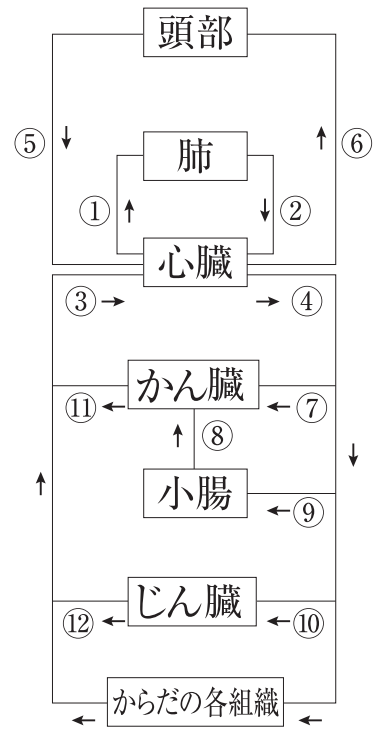 頭部
⑤
⑥
肺
①
②
心臓
③
④
かん臓
⑪
⑦
⑧
小腸
⑨
じん臓
⑫
⑩
からだの各組織